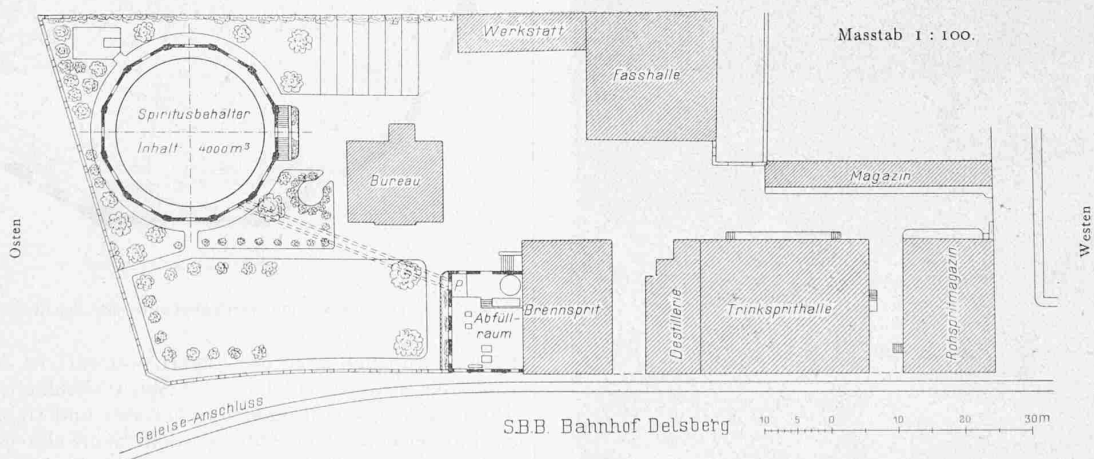 Werkstatt
Masstab 1 : 100.
Fasshalle
Spiritusbehälter
Inhalt 4000 m³
Bureau
Magazin
Osten
Westen
P
Abfüll-
raum
Brennsprit
Destillerie
Trinksprithalle
Rohspritmagazin
Geleise-Anschluss
S.B.B. Bahnhof Delsberg
10 5 0 10 20 30m